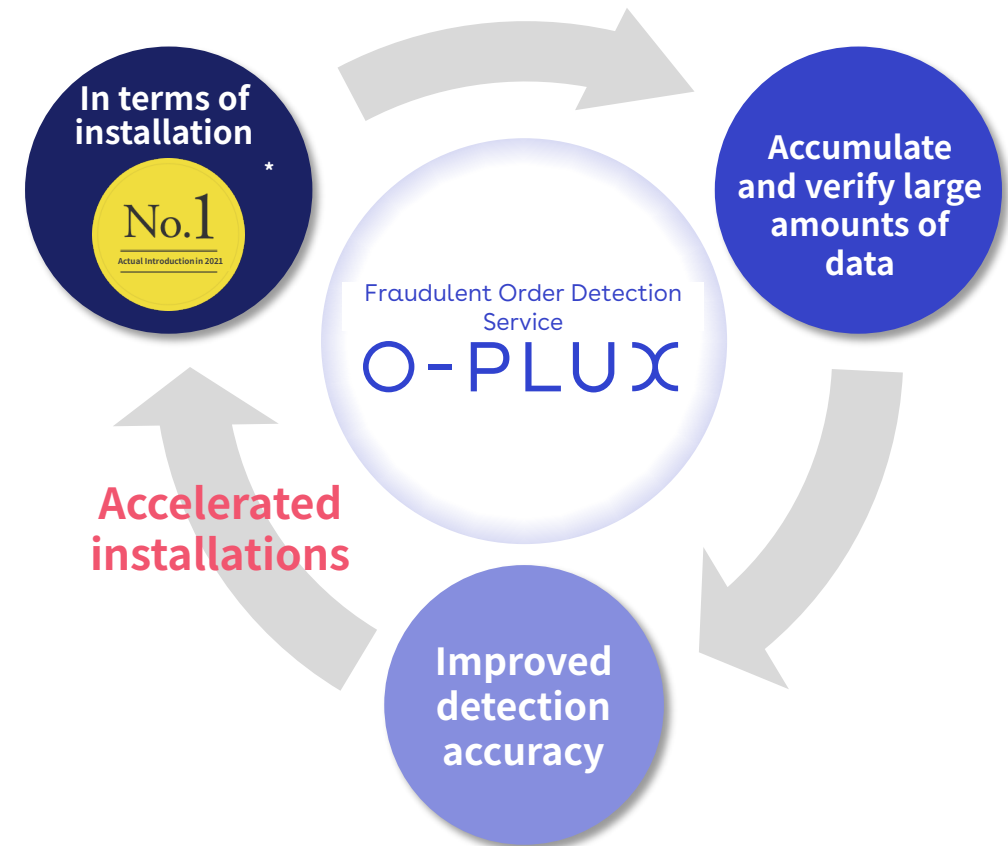 In terms of
installation
*
No.1
Actual Introduction in 2021
Accumulate
and verify large
amounts of
data
Fraudulent Order Detection
Service
O-PLUX
Accelerated
installations
Improved
detection
accuracy